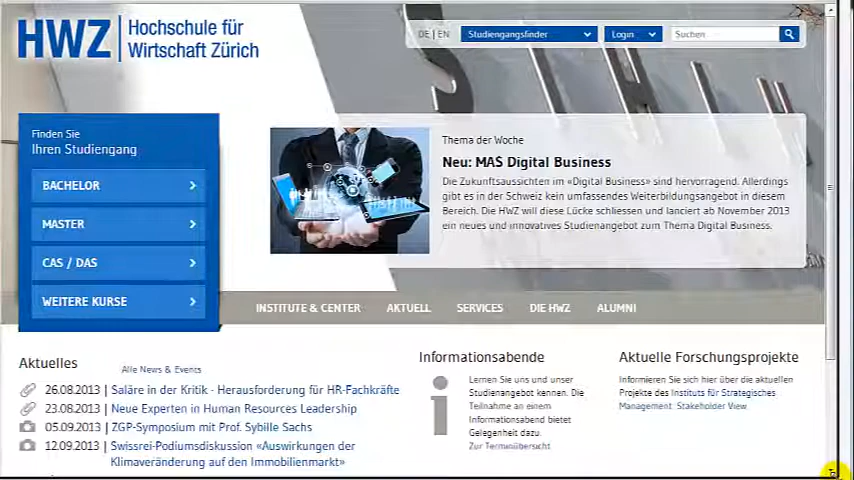 HWZ
Hochschule für
Wirtschaft Zürich
DE | EN
Studiengangsfinder
Login
Suchen
Finden Sie
Ihren Studiengang
BACHELOR
MASTER
CAS / DAS
WEITERE KURSE
Thema der Woche
Neu: MAS Digital Business
Die Zukunftsaussichten im «Digital Business» sind hervorragend. Allerdings
gibt es in der Schweiz kein umfassendes Weiterbildungsangebot in diesem
Bereich. Die HWZ will diese Lücke schliessen und lanciert ab November 2013
ein neues und innovatives Studienangebot zum Thema Digital Business.
INSTITUTE & CENTER
AKTUELL
SERVICES
DIE HWZ
ALUMNI
Aktuelles
Alle News & Events
26.08.2013 | Saläre in der Kritik - Herausforderung für HR-Fachkräfte
23.08.2013 | Neue Experten in Human Resources Leadership
05.09.2013 | ZGP-Symposium mit Prof. Sybille Sachs
12.09.2013 | Swissrei-Podiumsdiskussion «Auswirkungen der
Klimaveränderung auf den Immobilienmarkt»
Informationsabende
Lernen Sie uns und unser
Studienangebot kennen. Die
Teilnahme an einem
Informationsabend bietet
Gelegenheit dazu.
Zur Terminübersicht
Aktuelle Forschungsprojekte
Informieren Sie sich hier über die aktuellen
Projekte des Instituts für Strategisches
Management: Stakeholder View